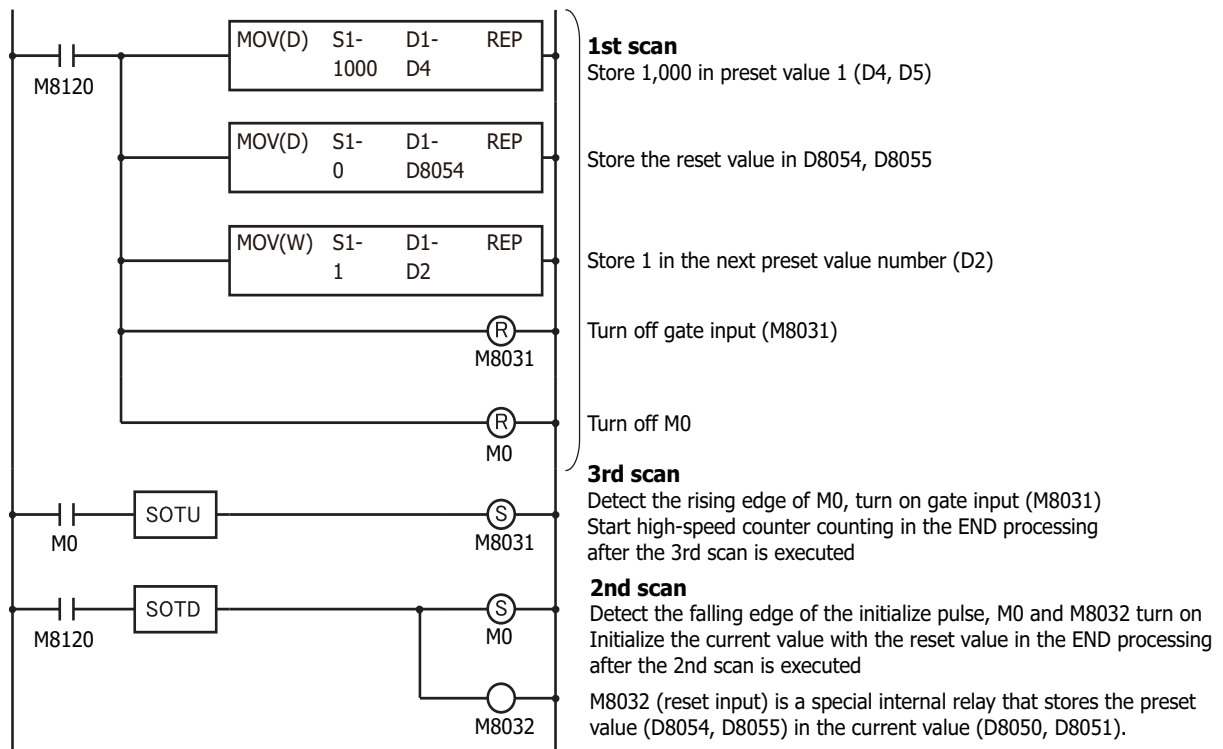 MOV(D) S1- D1- REP
1000 D4
M8120
1st scan
Store 1,000 in preset value 1 (D4, D5)
MOV(D) S1- D1- REP
0 D8054
Store the reset value in D8054, D8055
MOV(W) S1- D1- REP
1 D2
Store 1 in the next preset value number (D2)
R
M8031
Turn off gate input (M8031)
R
M0
Turn off M0
M0
SOTU
S
M8031
3rd scan
Detect the rising edge of M0, turn on gate input (M8031)
Start high-speed counter counting in the END processing
after the 3rd scan is executed
M8120
SOTD
S
M0
M8032
2nd scan
Detect the falling edge of the initialize pulse, M0 and M8032 turn on
Initialize the current value with the reset value in the END processing
after the 2nd scan is executed
M8032 (reset input) is a special internal relay that stores the preset
value (D8054, D8055) in the current value (D8050, D8051).